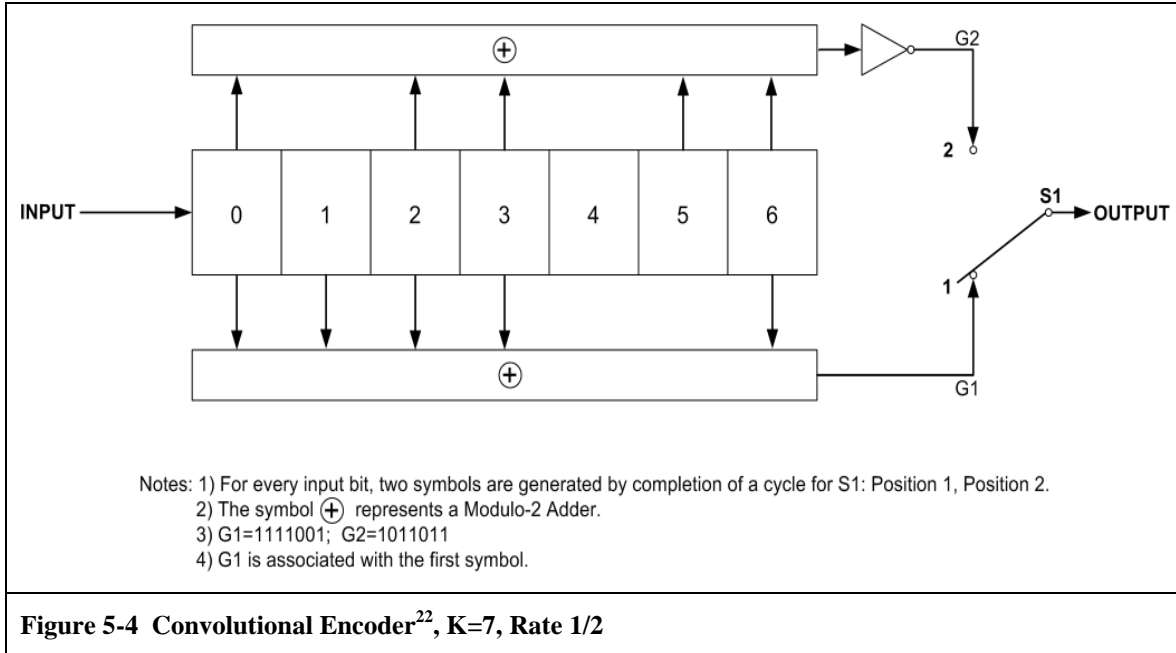 ⊕
G2
2
INPUT
0 1 2 3 4 5 6
S1
OUTPUT
1
⊕
G1
Notes: 1) For every input bit, two symbols are generated by completion of a cycle for S1: Position 1, Position 2.
2) The symbol ⊕ represents a Modulo-2 Adder.
3) G1=1111001; G2=1011011
4) G1 is associated with the first symbol.
Figure 5-4 Convolutional Encoder²², K=7, Rate 1/2